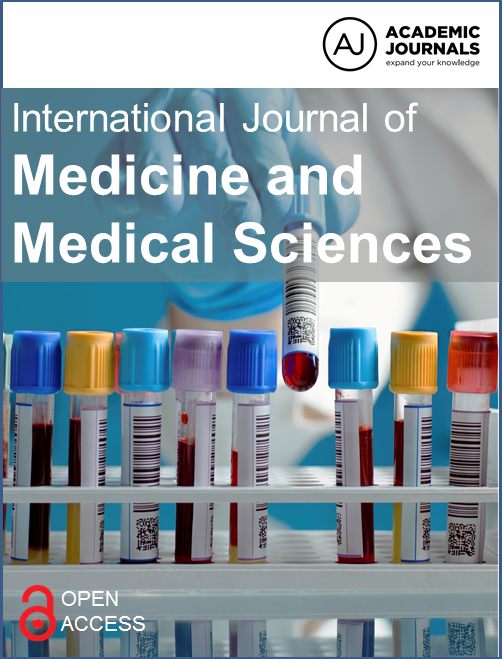 AJ
ACADEMIC
JOURNALS
expand your knowledge
International Journal of
Medicine and
Medical Sciences
OPEN
ACCESS